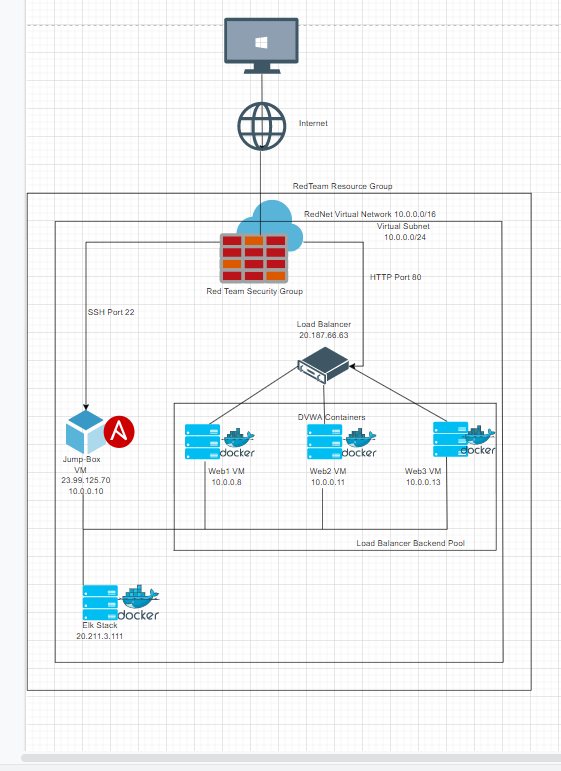 Internet
RedTeam Resource Group
RedNet Virtual Network 10.0.0.0/16
Virtual Subnet
10.0.0.0/24
Red Team Security Group
HTTP Port 80
SSH Port 22
Load Balancer
20.187.66.63
DVWA Containers
docker
docker
docker
Jump-Box
VM
23.99.125.70
10.0.0.10
Web1 VM
10.0.0.8
Web2 VM
10.0.0.11
Web3 VM
10.0.0.13
Load Balancer Backend Pool
docker
Elk Stack
20.211.3.111